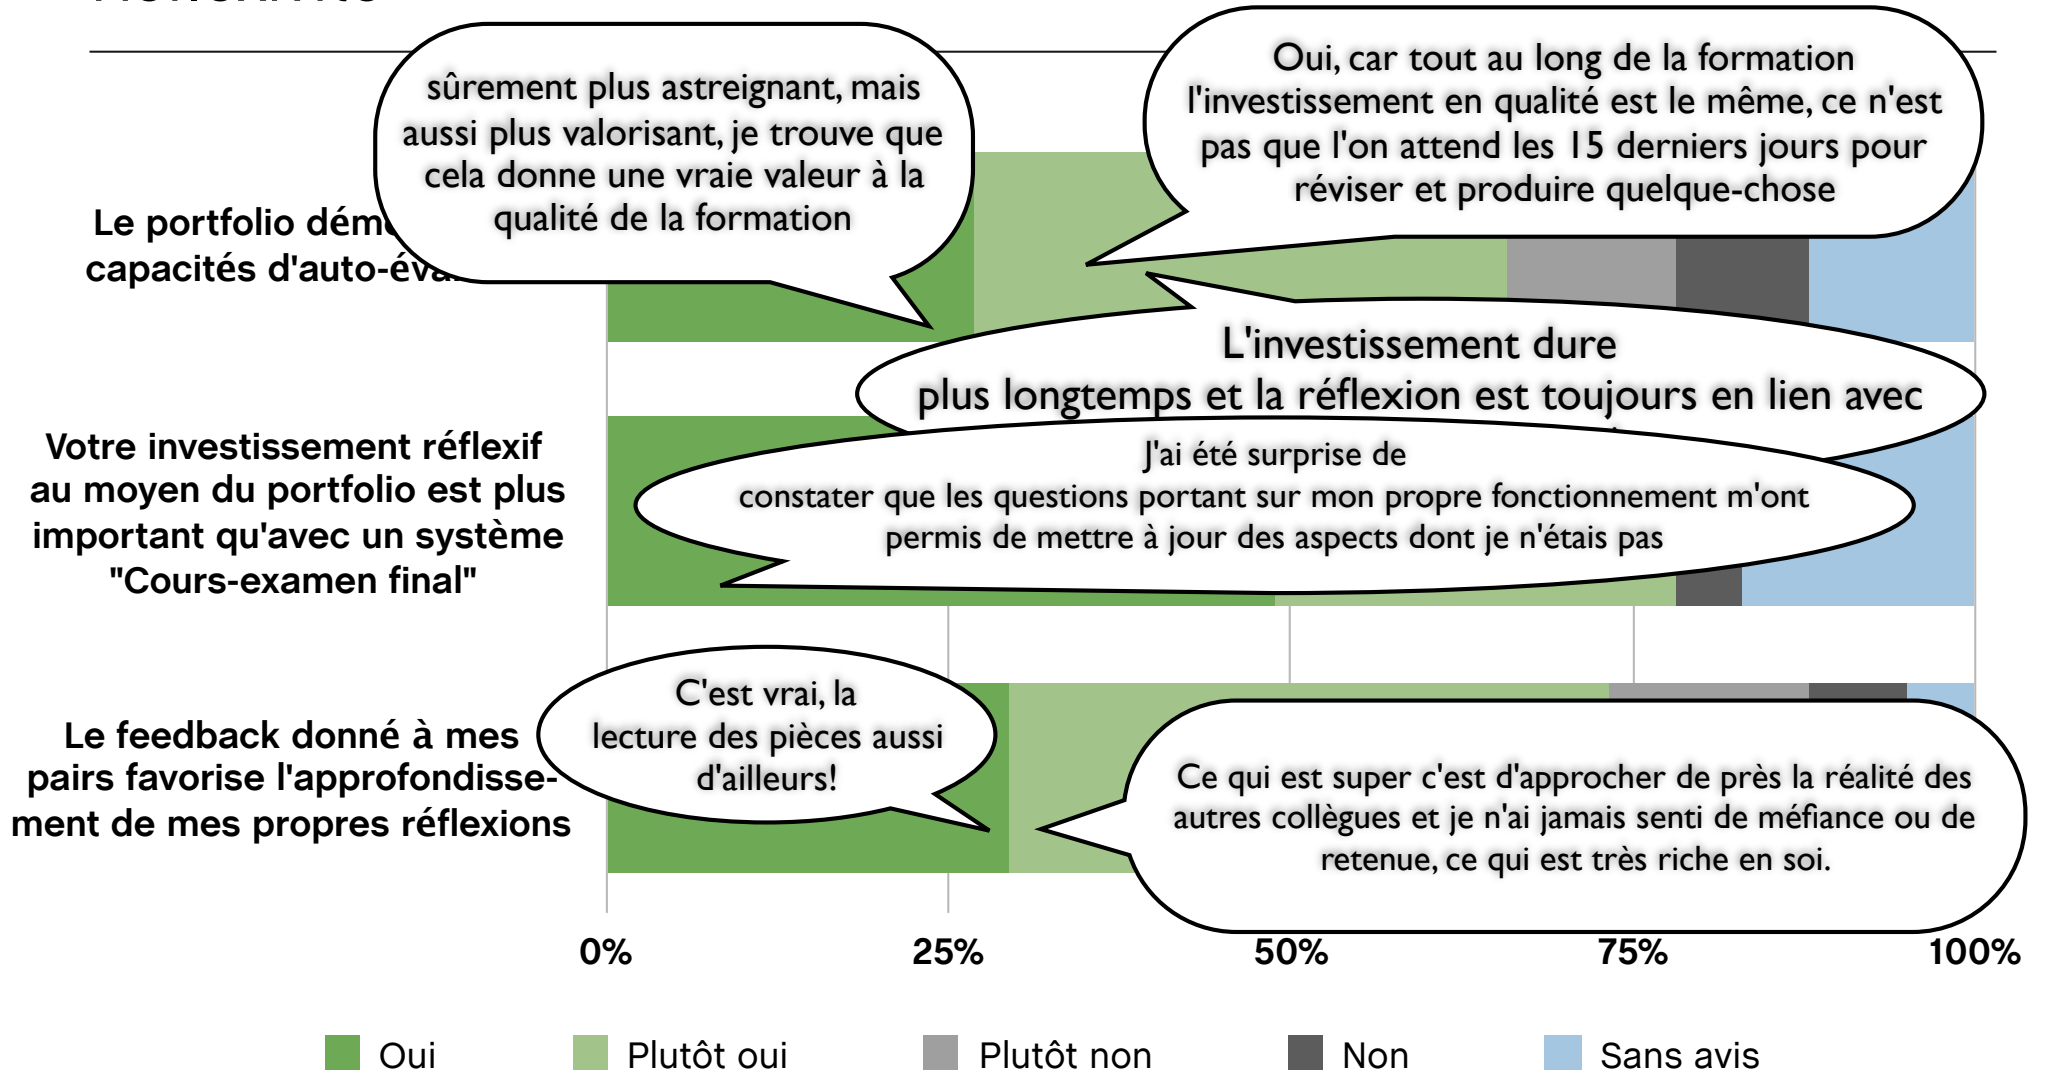 sûrement plus astreignant, mais
aussi plus valorisant, je trouve que
cela donne une vraie valeur à la
qualité de la formation
Oui, car tout au long de la formation
l'investissement en qualité est le même, ce n'est
pas que l'on attend les 15 derniers jours pour
réviser et produire quelque-chose
Le portfolio
capacités
L'investissement dure
plus longtemps et la réflexion est toujours en lien avec
Votre investissement réflexif
au moyen du portfolio est plus
important qu'avec un système
"Cours-examen final"
J'ai été surprise de
constater que les questions portant sur mon propre fonctionnement m'ont
permis de mettre à jour des aspects dont je n'étais pas
C'est vrai, la
lecture des pièces aussi
d'ailleurs!
Le feedback donné à mes
pairs favorise l'approfondisse-
ment de mes propres réflexions
Ce qui est super c'est d'approcher de près la réalité des
autres collègues et je n'ai jamais senti de méfiance ou de
retenue, ce qui est très riche en soi.
0% 25% 50% 75% 100%
Oui Plutôt oui Plutôt non Non Sans avis